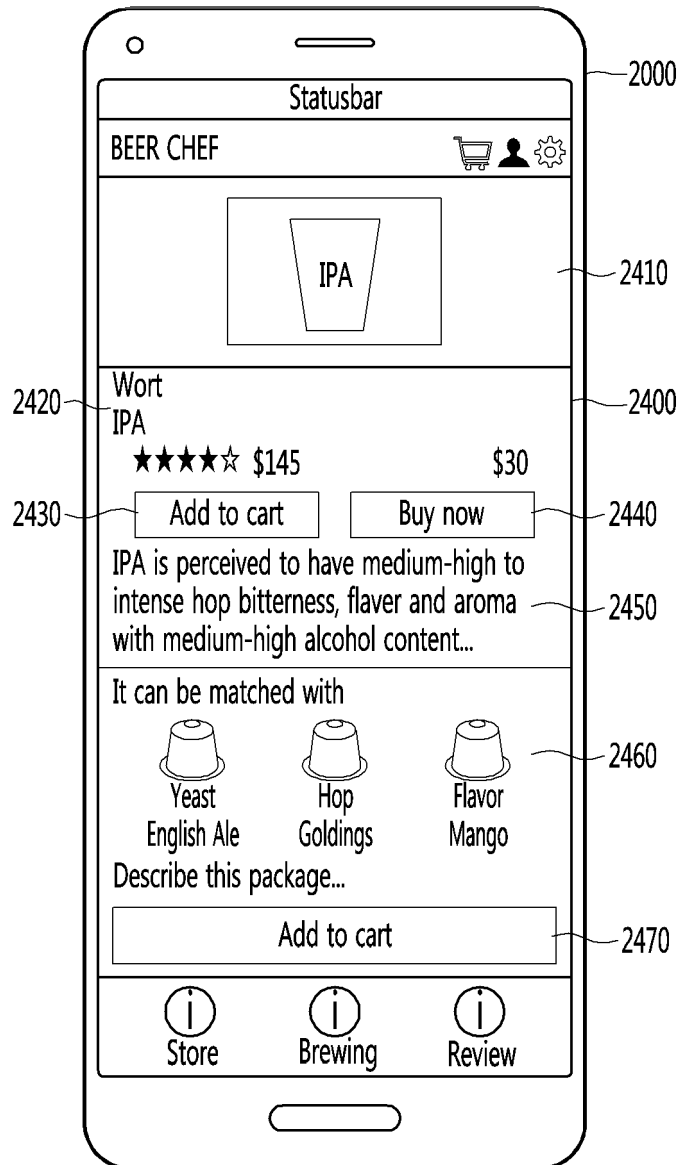 Statusbar
2000
BEER CHEF
IPA
2410
Wort
2420
IPA
2400
★★★★☆ $145 $30
2430
Add to cart
Buy now
2440
IPA is perceived to have medium-high to
intense hop bitterness, flaver and aroma
with medium-high alcohol content...
2450
It can be matched with
2460
Yeast Hop Flavor
English Ale Goldings Mango
Describe this package...
Add to cart
2470
Store Brewing Review